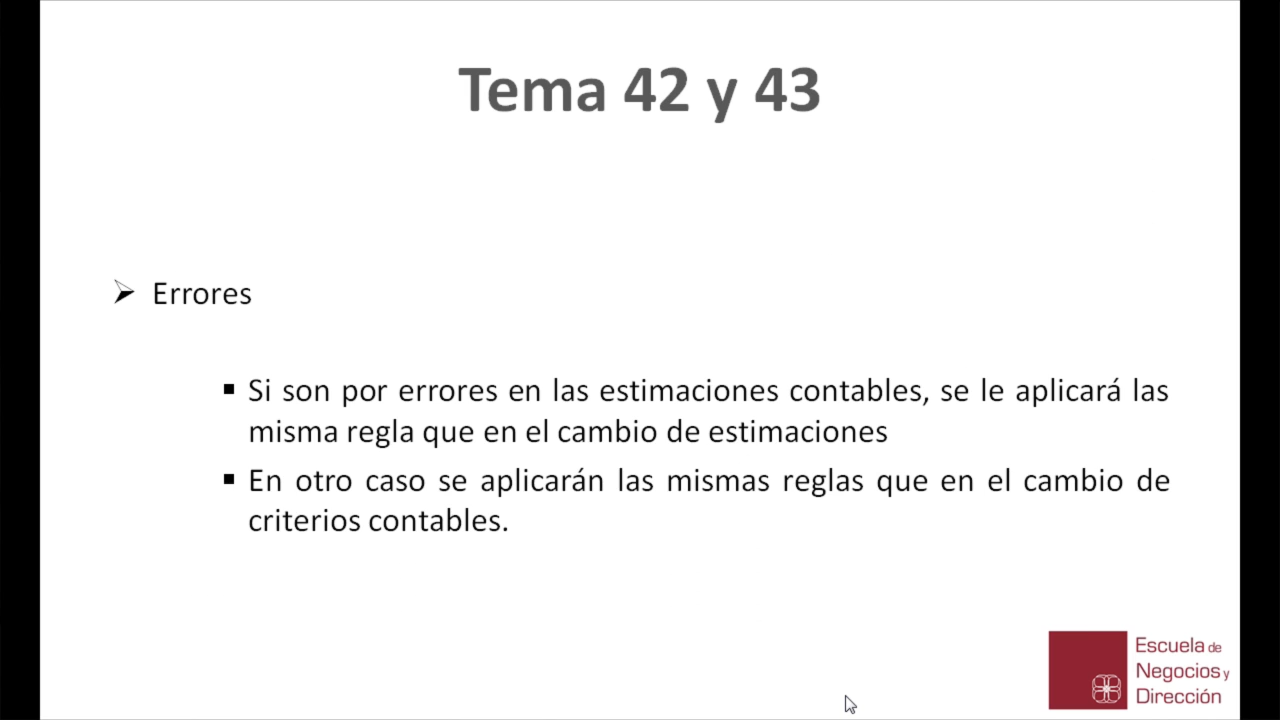 Tema 42 y 43
Errores
Si son por errores en las estimaciones contables, se le aplicará las
misma regla que en el cambio de estimaciones
En otro caso se aplicarán las mismas reglas que en el cambio de
criterios contables.
Escuela de
Negocios y
Dirección